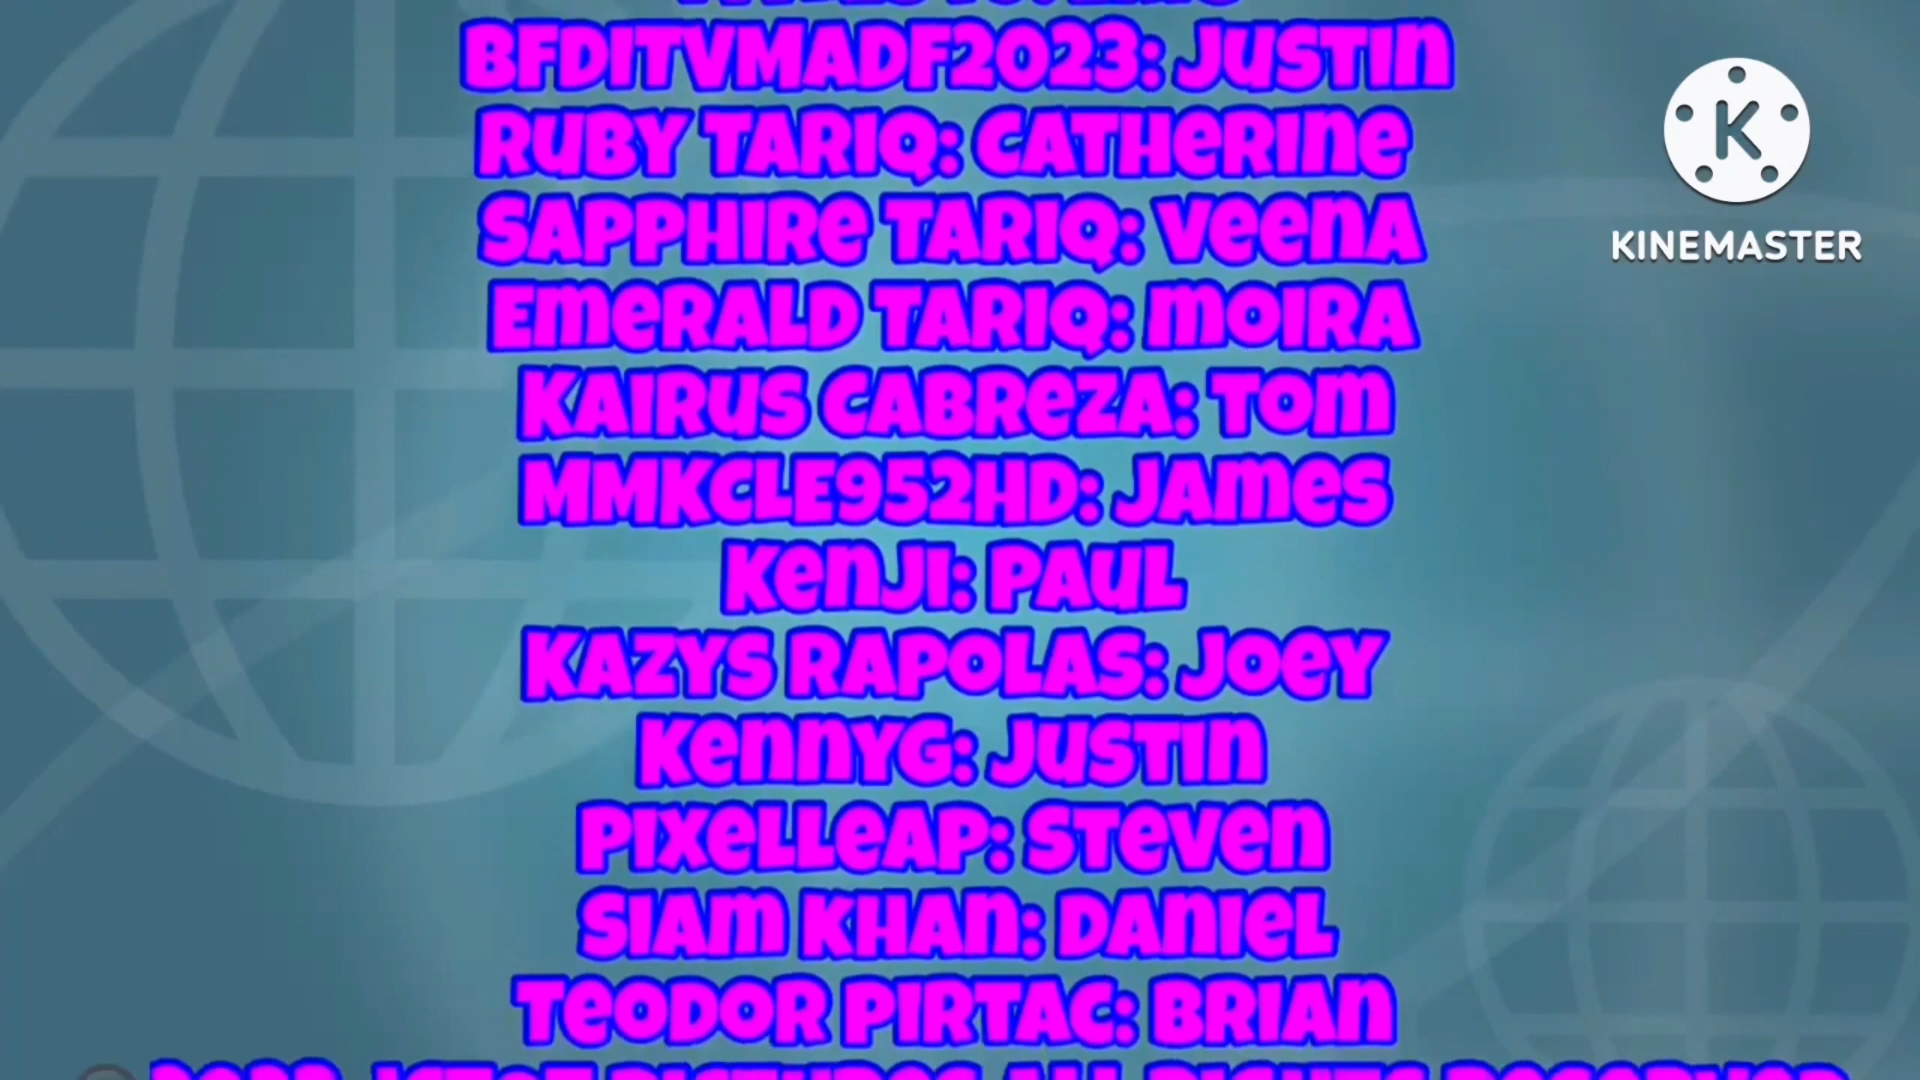 BFDITVMADF2023: Justin
Ruby Tariq: Catherine
Sapphire Tariq: Veena
Emerald Tariq: Moira
Kairus Cabreza: Tom
MMKCLE952HD: James
Kenji: Paul
Kazys Rapolas: Joey
KennyG: Justin
Pixelleap: Steven
Siam Khan: Daniel
Teodor Pirtac: Brian
K
KINEMASTER